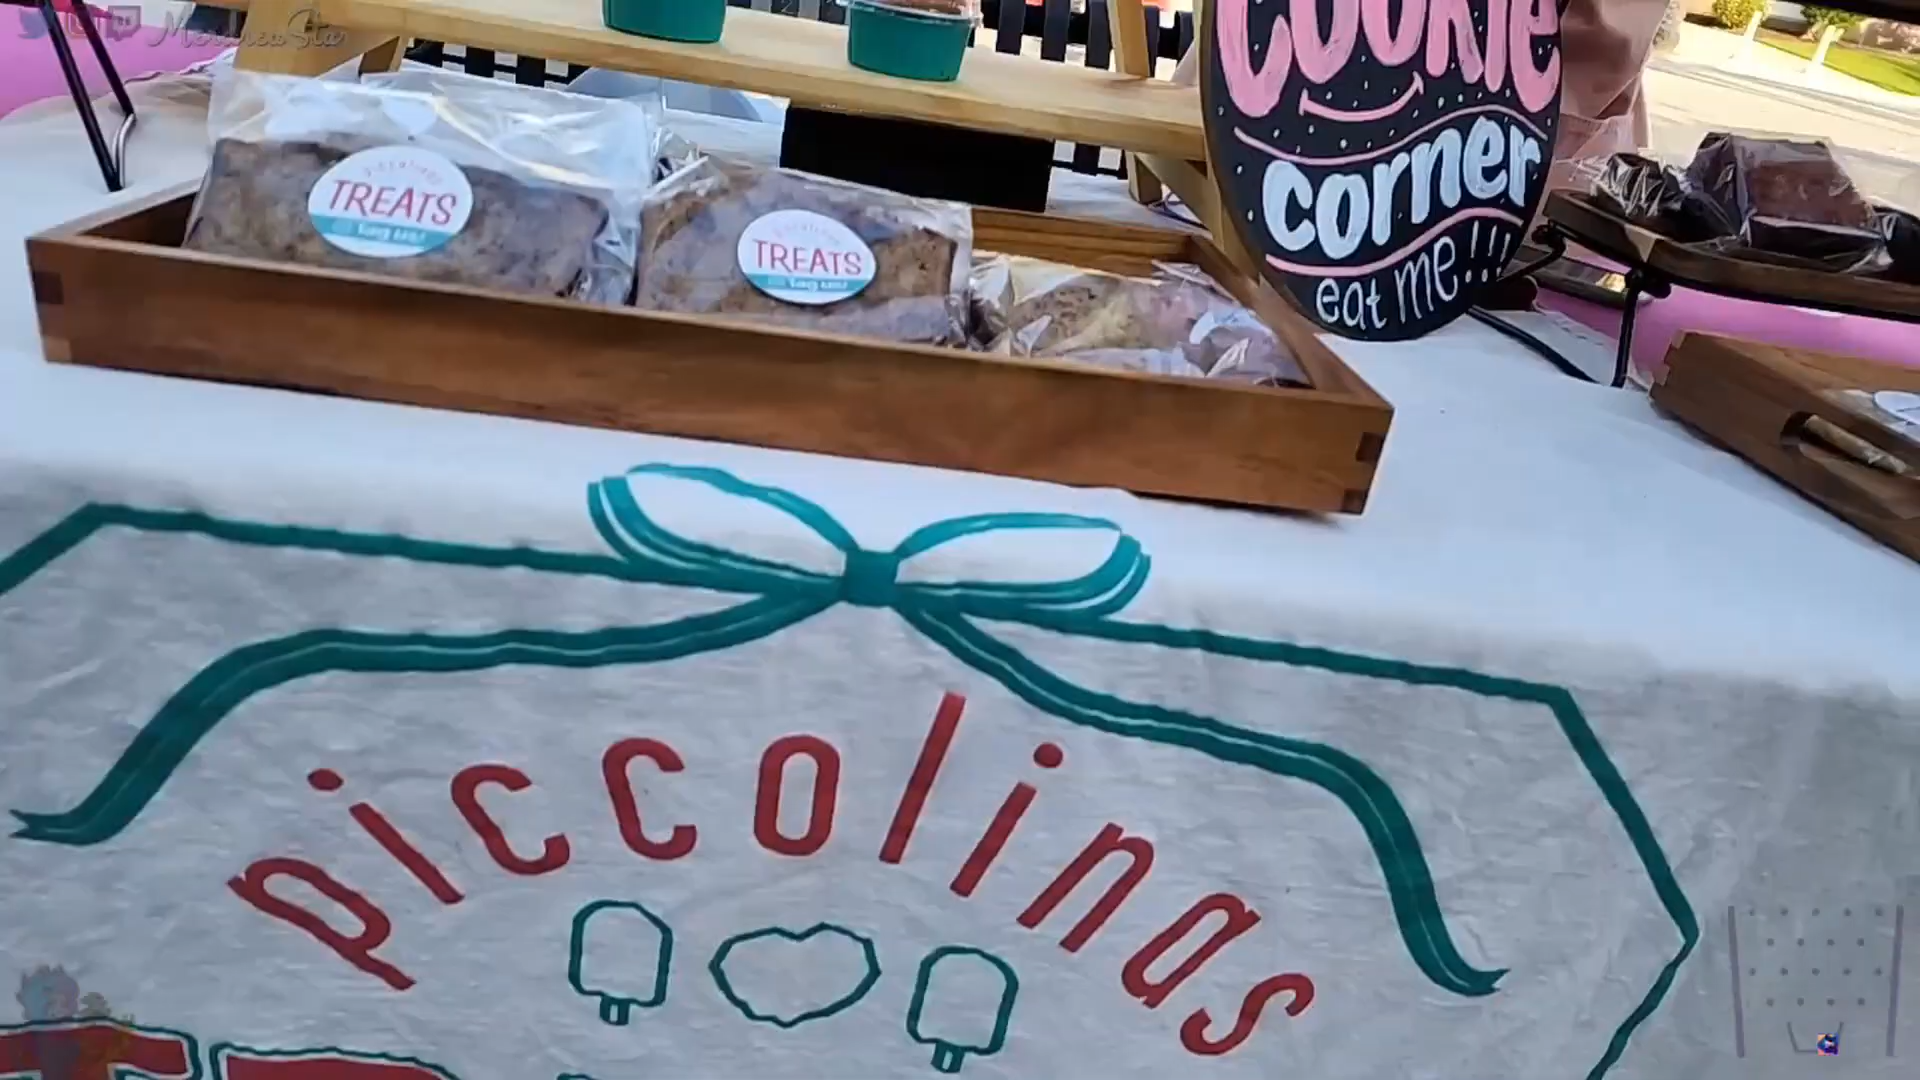 COOKIE
corner
eat me!!!
TREATS
TREATS
piccolinas